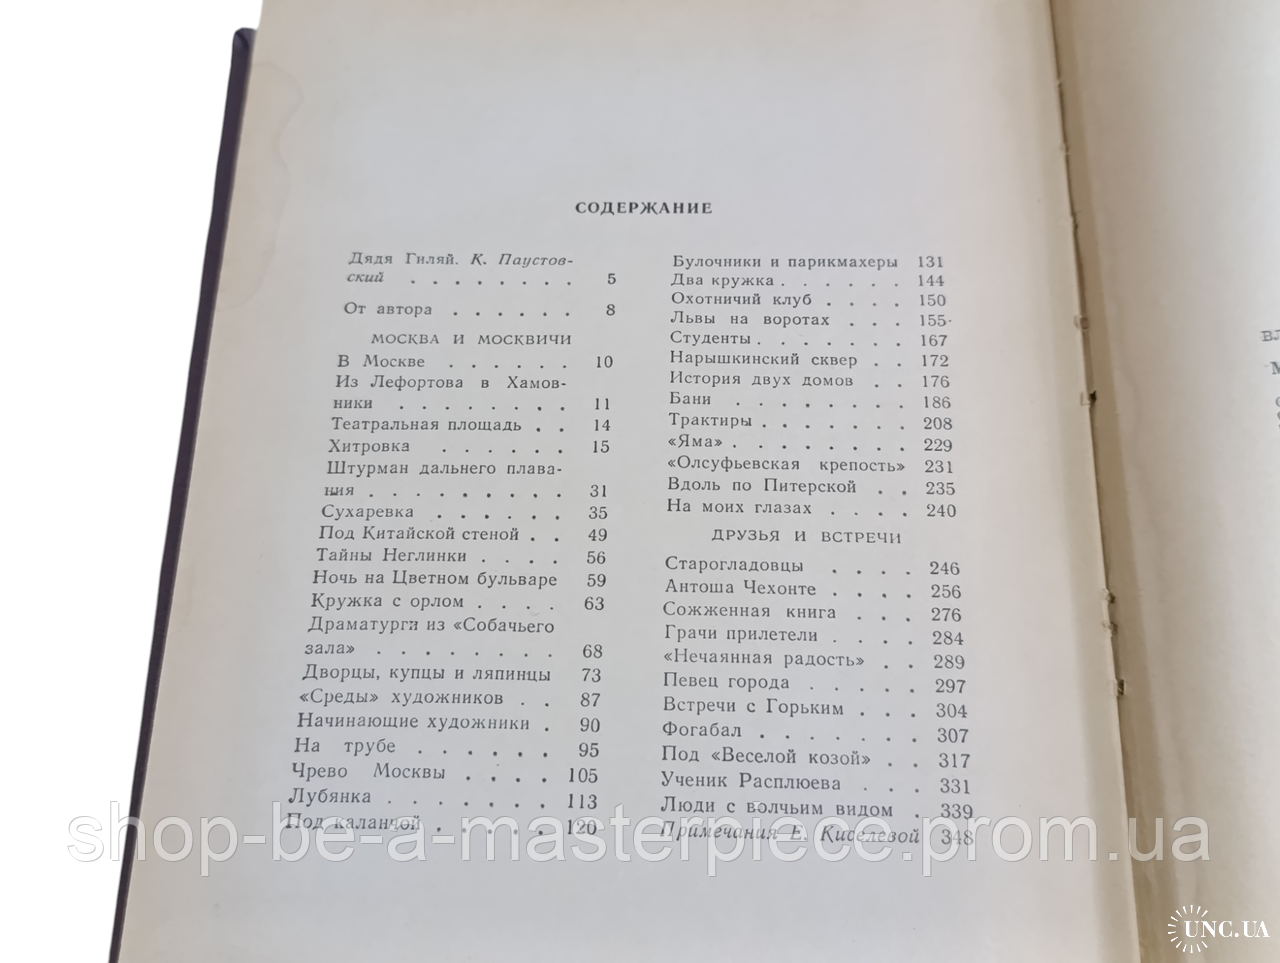 СОДЕРЖАНИЕ
Дядя Гиляй. К. Паустов-
ский . . . . . . . . 5
От автора . . . . . . 8
МОСКВА И МОСКВИЧИ
В Москве . . . . . . 10
Из Лефортова в Хамов-
ники . . . . . . . . 11
Театральная площадь . . 14
Хитровка . . . . . . 15
Штурман дальнего плава-
ния . . . . . . . . . 31
Сухаревка . . . . . . 35
Под Китайской стеной . . 49
Тайны Неглинки . . . . 56
Ночь на Цветном бульваре 59
Кружка с орлом . . . . 63
Драматурги из «Собачьего
зала» . . . . . . . . 68
Дворцы, купцы и ляпинцы 73
«Среды» художников . . 87
Начинающие художники . 90
На трубе . . . . . . 95
Чрево Москвы . . . . 105
Лубянка . . . . . . . 113
Под каланчой . . . . . 120
Булочники и парикмахеры 131
Два кружка . . . . . . 144
Охотничий клуб . . . . 150
Львы на воротах . . . 155
Студенты . . . . . . . 167
Нарышкинский сквер . . 172
История двух домов . . 176
Бани . . . . . . . . 186
Трактиры . . . . . . . 208
«Яма» . . . . . . . . 229
«Олсуфьевская крепость» 231
Вдоль по Питерской . . 235
На моих глазах . . . . 240
ДРУЗЬЯ И ВСТРЕЧИ
Старогладовцы . . . . 246
Антоша Чехонте . . . . 256
Сожженная книга . . . 276
Грачи прилетели . . . . 284
«Нечаянная радость» . . 289
Певец города . . . . . 297
Встречи с Горьким . . . 304
Фогабал . . . . . . . 307
Под «Веселой козой» . . 317
Ученик Расплюева . . . 331
Люди с волчьим видом . 339
Примечания Е. Киселевой 348
shop-be-a-masterpiece.prom.ua
UNC.UA